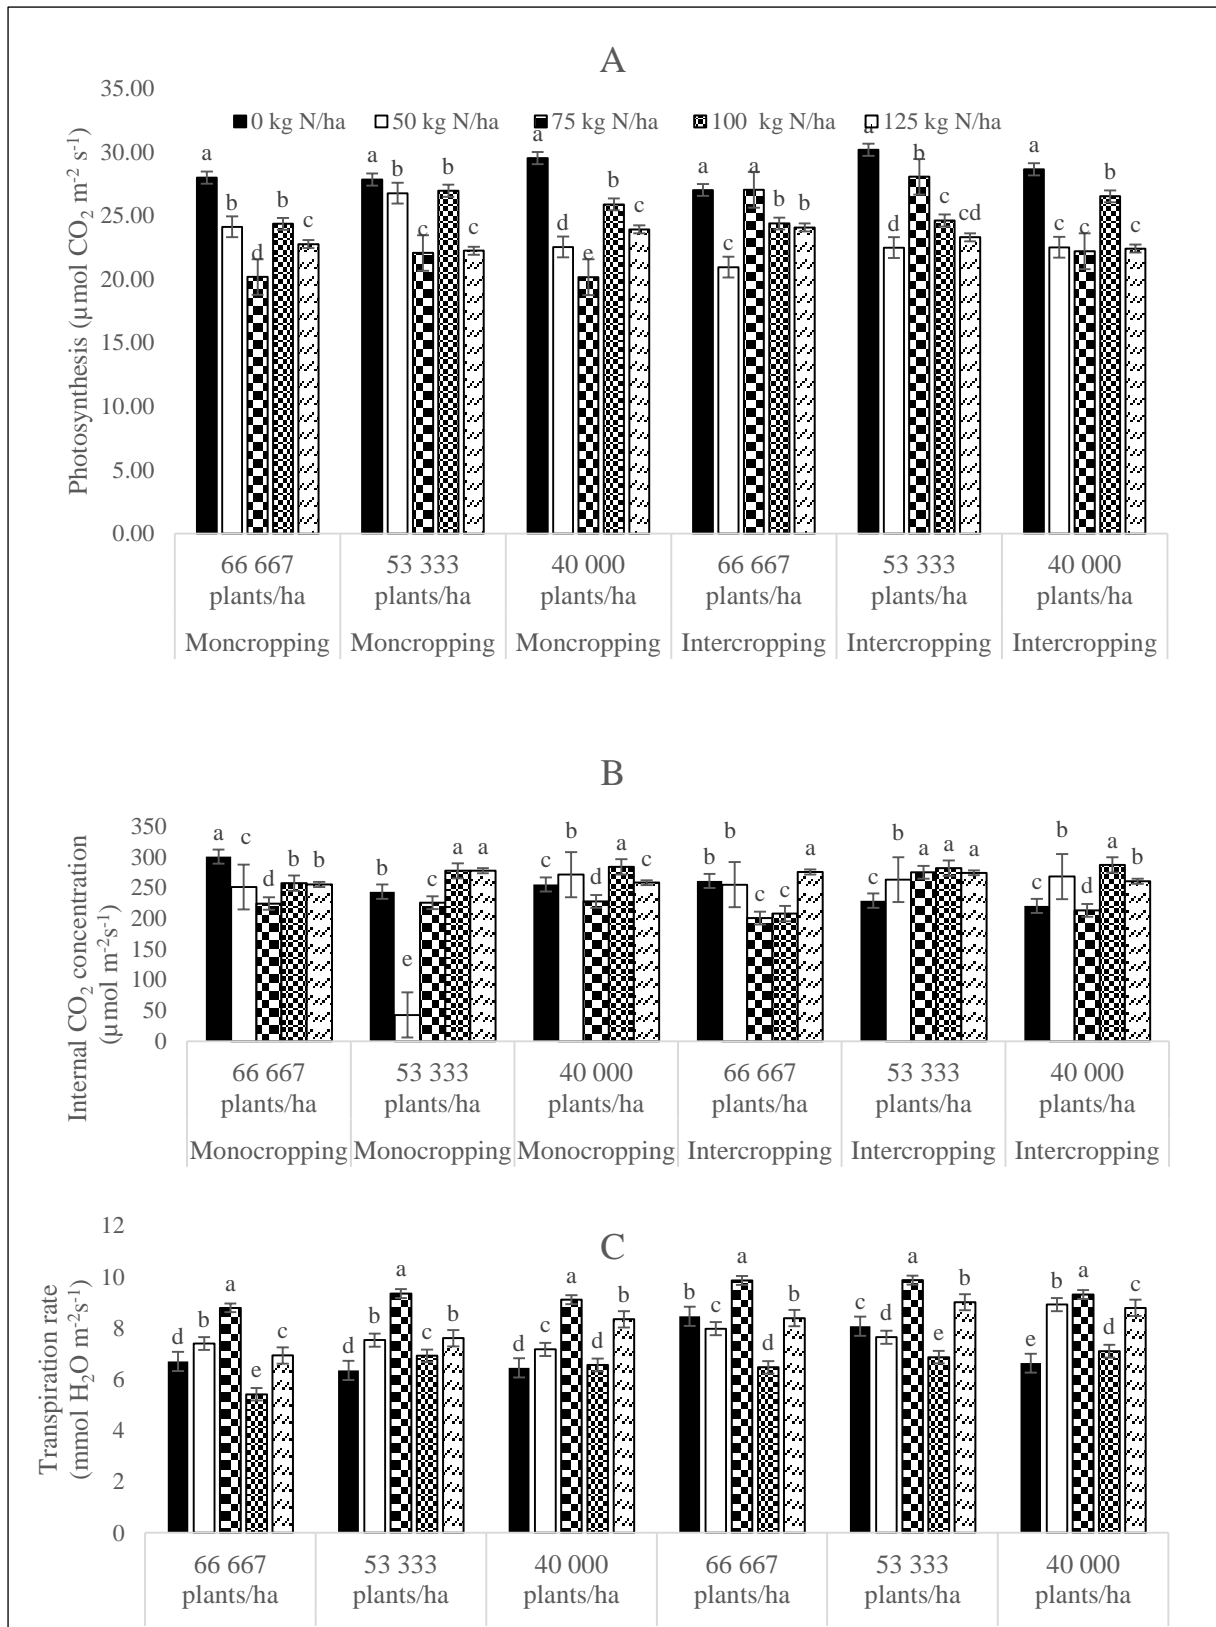 A
35.00
30.00
25.00
20.00
15.00
10.00
5.00
0.00
Photosynthesis (µmol CO₂ m⁻² s⁻¹)
0 kg N/ha 50 kg N/ha 75 kg N/ha 100 kg N/ha 125 kg N/ha
a b d b c
a b c b c
a d e b c
a c a b b
a d b c cd
a c c b c
66 667 plants/ha
53 333 plants/ha
40 000 plants/ha
66 667 plants/ha
53 333 plants/ha
40 000 plants/ha
Moncropping Moncropping Moncropping Intercropping Intercropping Intercropping
B
350
300
250
200
150
100
50
0
Internal CO₂ concentration
(µmol m⁻²s⁻¹)
a c d b b
b e c a a
c b d a c
b b c c a
c b a a a
c b d a b
66 667 plants/ha
53 333 plants/ha
40 000 plants/ha
66 667 plants/ha
53 333 plants/ha
40 000 plants/ha
Monocropping Monocropping Monocropping Intercropping Intercropping Intercropping
C
12
10
8
6
4
2
0
Transpiration rate
(mmol H₂O m⁻²s⁻¹)
d b a e c
d b a c b
d c a d b
b c a d b
c d a e b
e b a d c
66 667 plants/ha
53 333 plants/ha
40 000 plants/ha
66 667 plants/ha
53 333 plants/ha
40 000 plants/ha